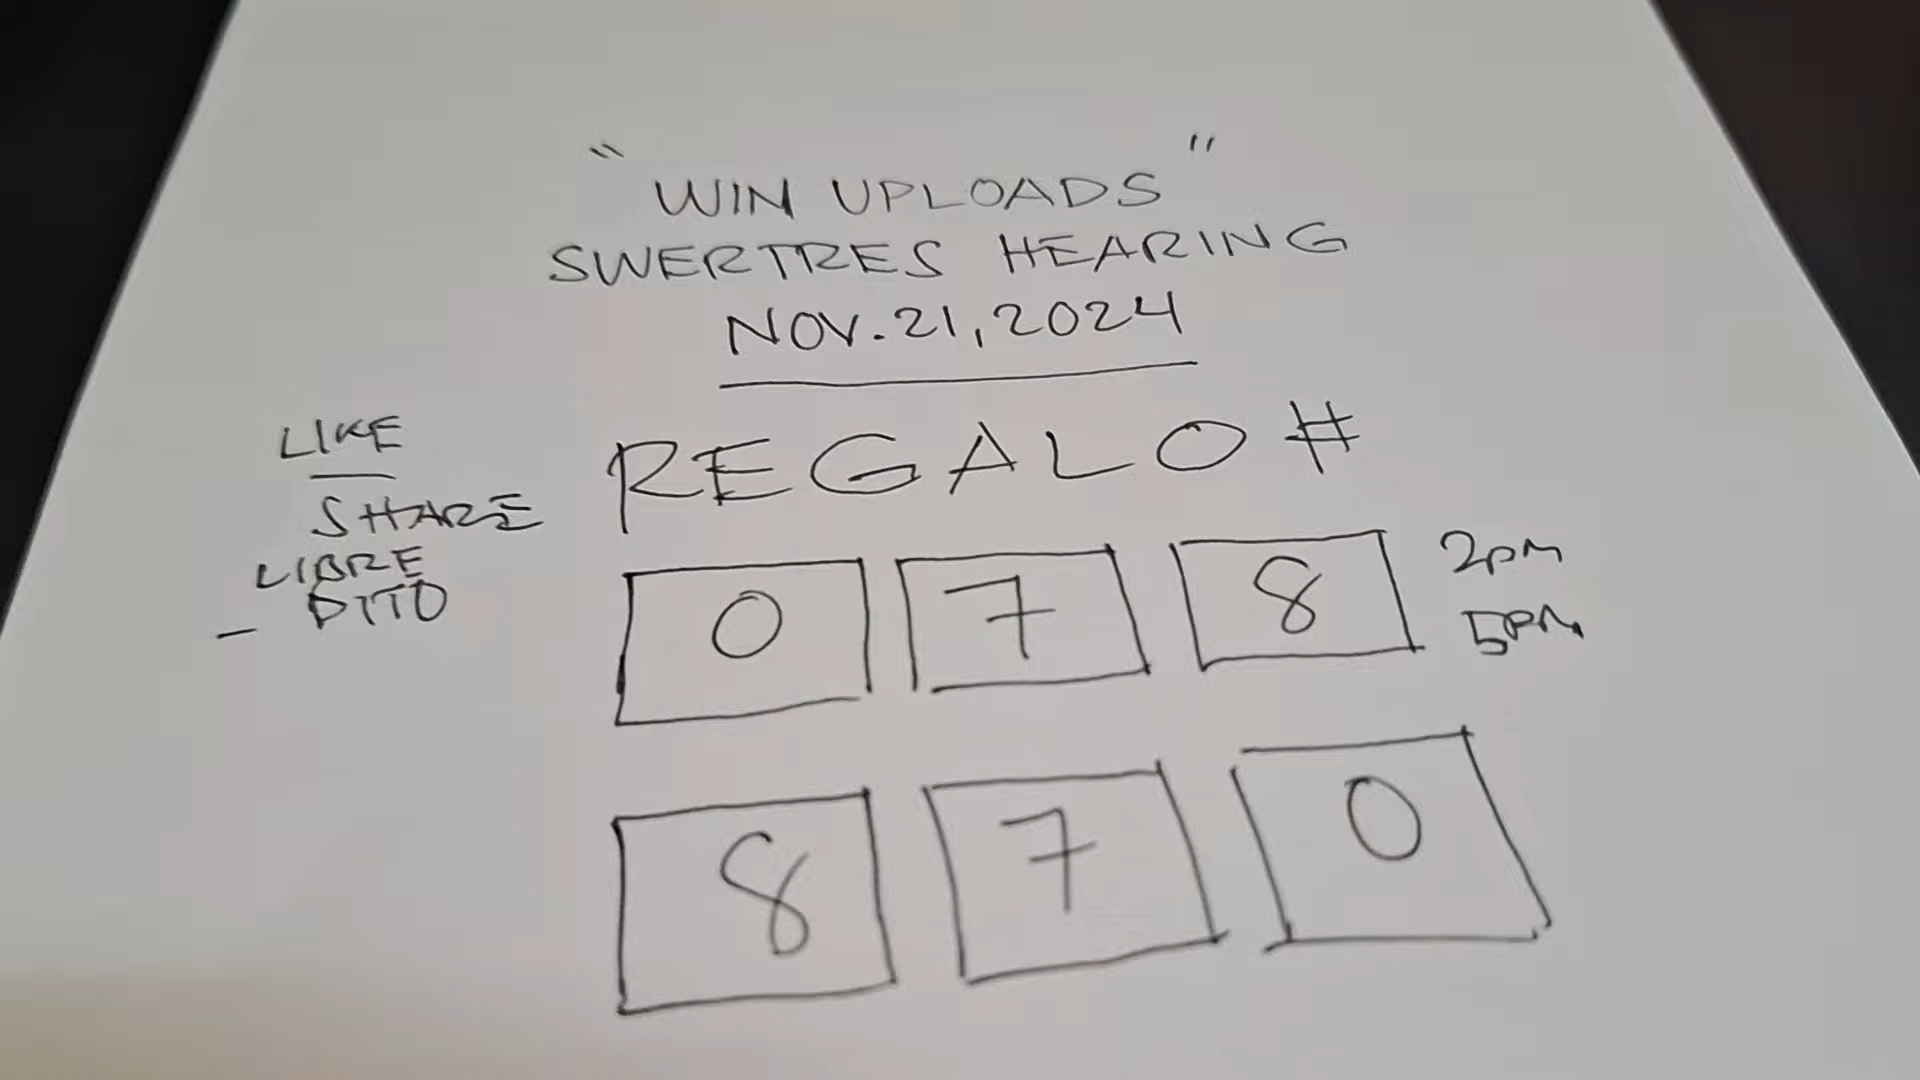 "WIN UPLOADS"
SWERTRES HEARING
NOV. 21, 2024
REGALO #
LIKE
SHARE
LIBRE
DITO
0 7 8 2pm
5PM
8 7 0